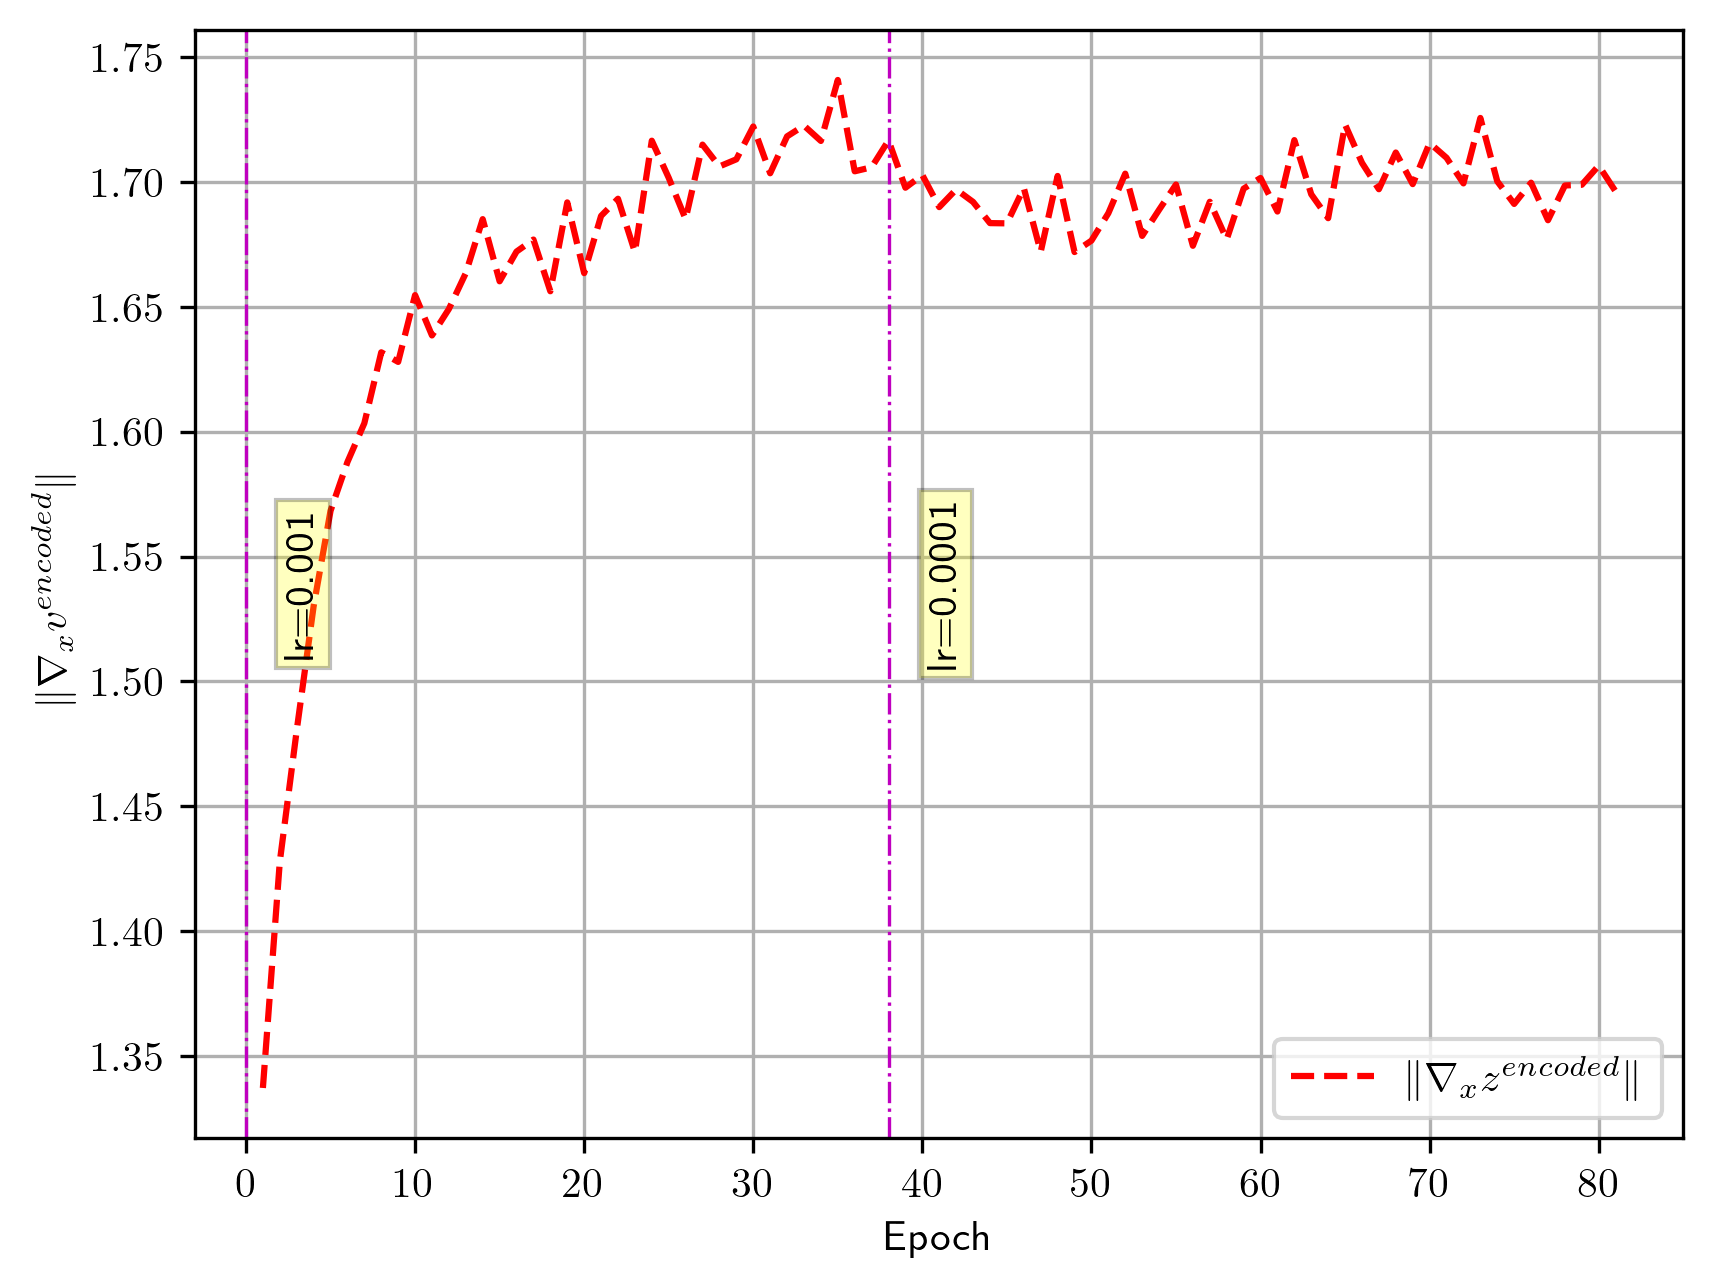 1.75
1.70
1.65
1.60
1.55
1.50
1.45
1.40
1.35
‖∇ₓv^{encoded}‖
lr=0.001
lr=0.0001
‖∇ₓz^{encoded}‖
0 10 20 30 40 50 60 70 80
Epoch